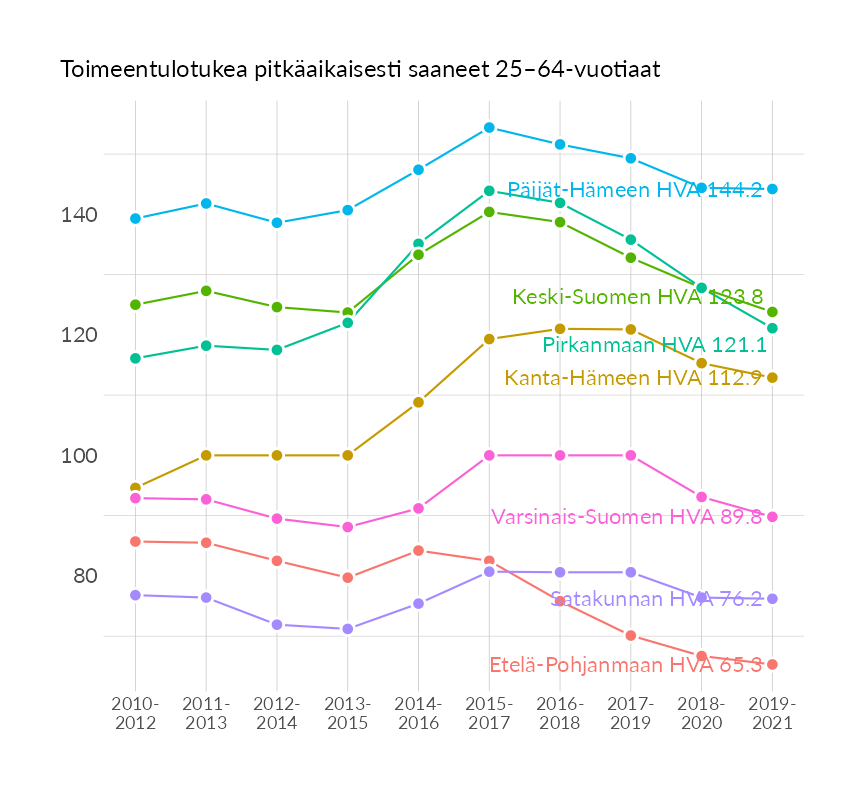 Toimeentulotukea pitkäaikaisesti saaneet 25–64-vuotiaat
140
120
100
80
Päijät-Hämeen HVA 144.2
Keski-Suomen HVA 123.8
Pirkanmaan HVA 121.1
Kanta-Hämeen HVA 112.9
Varsinais-Suomen HVA 89.8
Satakunnan HVA 76.2
Etelä-Pohjanmaan HVA 65.3
2010- 2011- 2012- 2013- 2014- 2015- 2016- 2017- 2018- 2019-
2012 2013 2014 2015 2016 2017 2018 2019 2020 2021